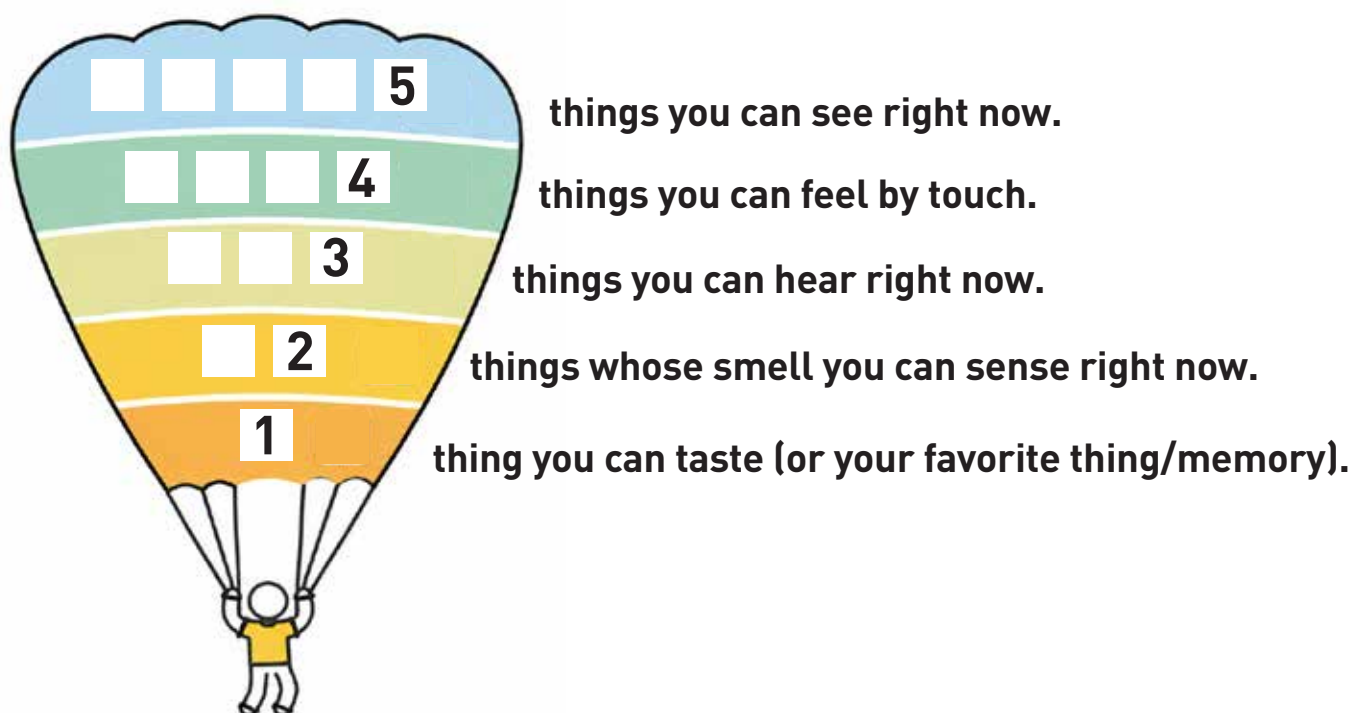 5 things you can see right now.
4 things you can feel by touch.
3 things you can hear right now.
2 things whose smell you can sense right now.
1 thing you can taste (or your favorite thing/memory).